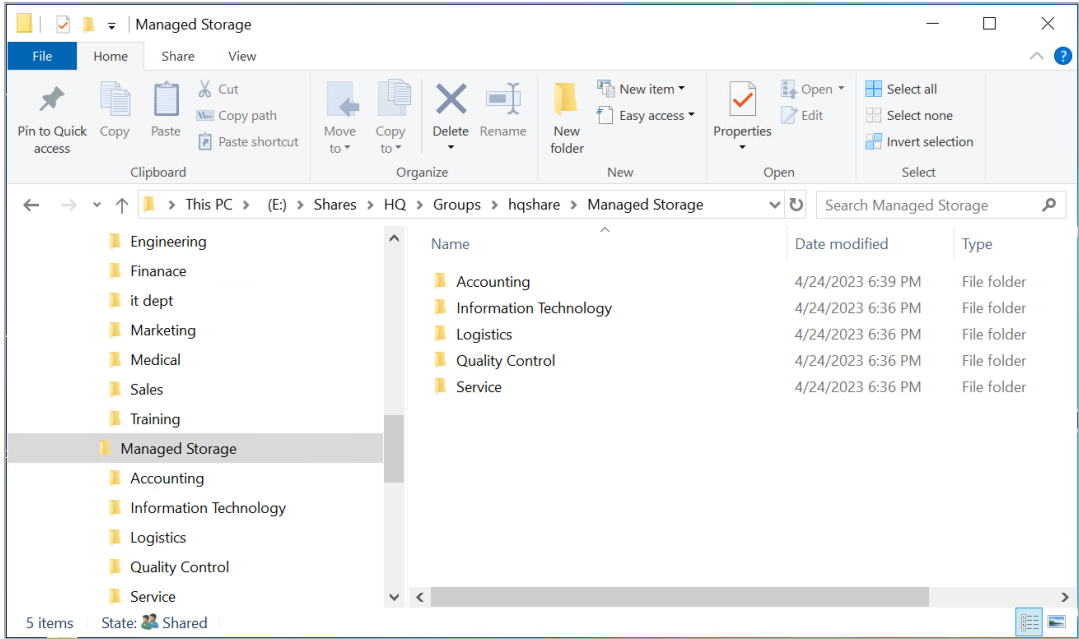 Managed Storage
File Home Share View
Pin to Quick access
Copy
Paste
Cut
Copy path
Paste shortcut
Clipboard
Move to
Copy to
Delete
Rename
Organize
New folder
New item
Easy access
New
Properties
Open
Edit
Open
Select all
Select none
Invert selection
Select
This PC > (E:) > Shares > HQ > Groups > hqshare > Managed Storage
Search Managed Storage
Engineering
Finanace
it dept
Marketing
Medical
Sales
Training
Managed Storage
Accounting
Information Technology
Logistics
Quality Control
Service
Name Date modified Type
Accounting 4/24/2023 6:39 PM File folder
Information Technology 4/24/2023 6:36 PM File folder
Logistics 4/24/2023 6:36 PM File folder
Quality Control 4/24/2023 6:36 PM File folder
Service 4/24/2023 6:36 PM File folder
5 items State: Shared